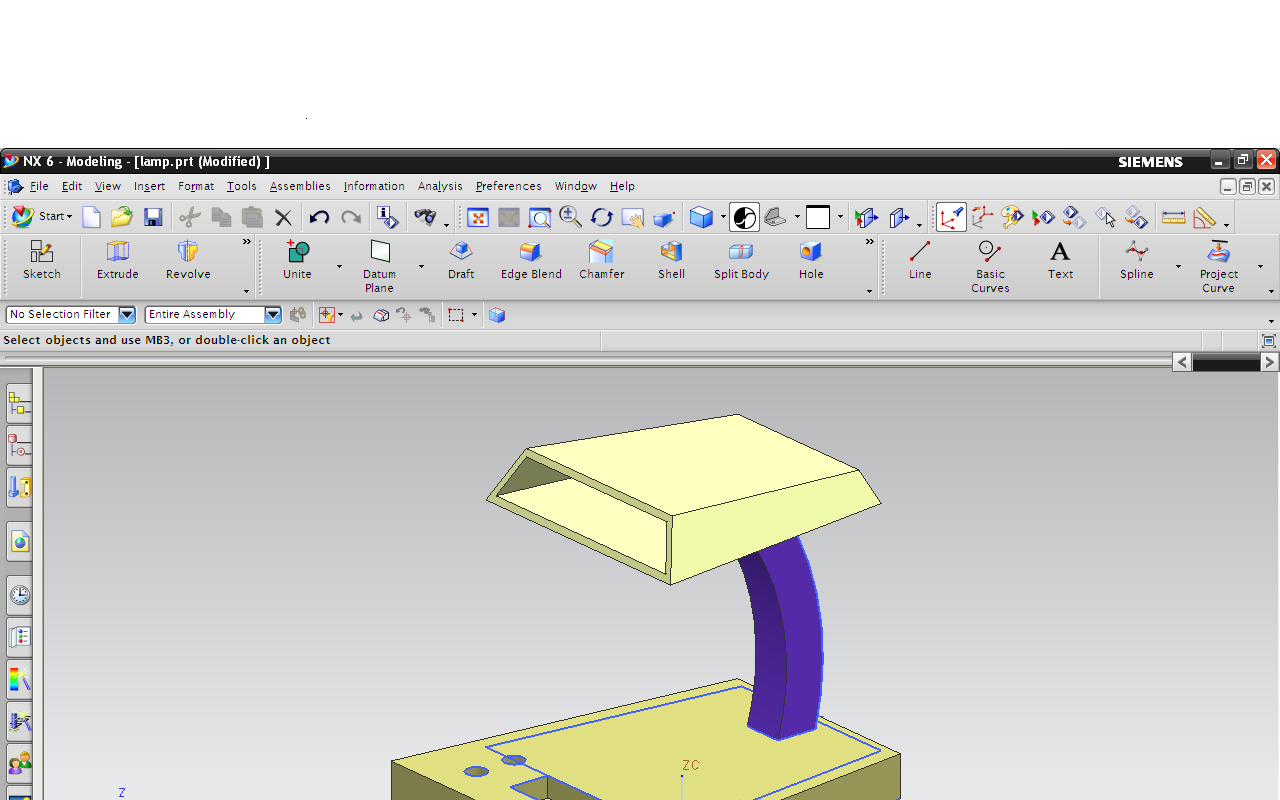 NX 6 - Modeling - [lamp.prt (Modified) ]
SIEMENS
File Edit View Insert Format Tools Assemblies Information Analysis Preferences Window Help
Start
Sketch Extrude Revolve Unite Datum Plane Draft Edge Blend Chamfer Shell Split Body Hole Line Basic Curves Text Spline Project Curve
No Selection Filter Entire Assembly
Select objects and use MB3, or double-click an object
ZC
Z